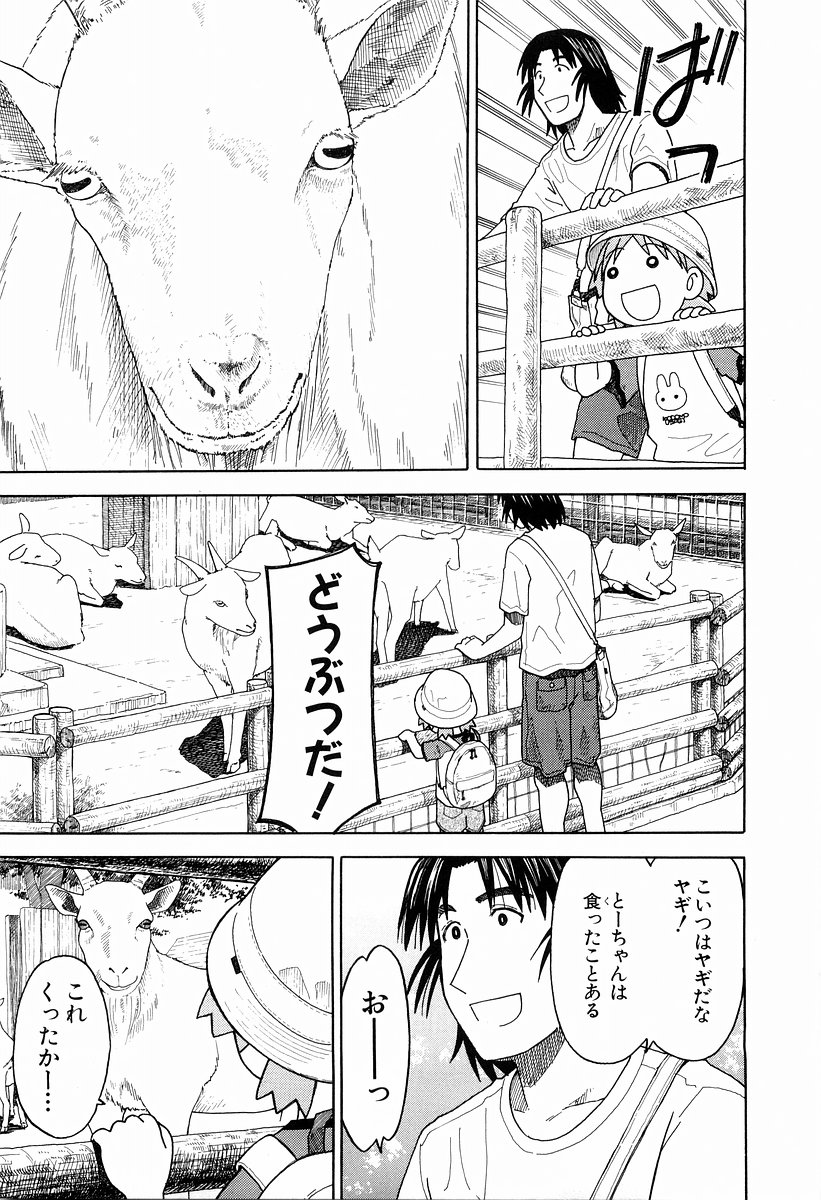 ばっ
どうぶつだ！
こいつはヤギだな
ヤギ！
とーちゃんは
食ったことある
おーーっ
これ
くったかー…